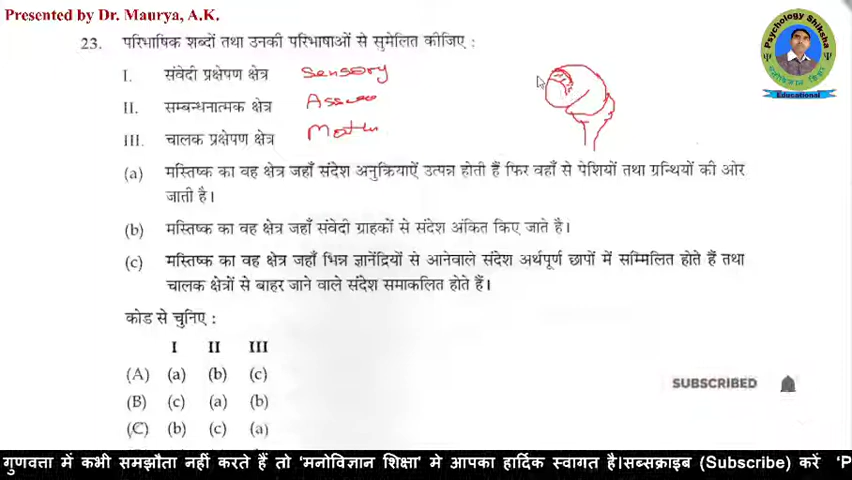 Presented by Dr. Maurya, A.K.
Psychology Shiksha
मनोविज्ञान शिक्षा
Educational
23. परिभाषिक शब्दों तथा उनकी परिभाषाओं से सुमेलित कीजिए :
I. संवेदी प्रक्षेपण क्षेत्र Sensory
II. सम्बन्धनात्मक क्षेत्र
III. चालक प्रक्षेपण क्षेत्र
(a) मस्तिष्क का वह क्षेत्र जहाँ संदेश अनुक्रियाऐं उत्पन्न होती हैं फिर वहाँ से पेशियों तथा ग्रन्थियों की ओर
जाती है।
(b) मस्तिष्क का वह क्षेत्र जहाँ संवेदी ग्राहकों से संदेश अंकित किए जाते है।
(c) मस्तिष्क का वह क्षेत्र जहाँ भिन्न ज्ञानेंद्रियों से आनेवाले संदेश अर्थपूर्ण छापों में सम्मिलित होते हैं तथा
चालक क्षेत्रों से बाहर जाने वाले संदेश समाकलित होते हैं।
कोड से चुनिए :
I II III
(A) (a) (b) (c)
SUBSCRIBED
(B) (c) (a) (b)
(C) (b) (c) (a)
गुणवत्ता में कभी समझौता नहीं करते हैं तो 'मनोविज्ञान शिक्षा' मे आपका हार्दिक स्वागत है।सब्सक्राइब (Subscribe) करें 'P